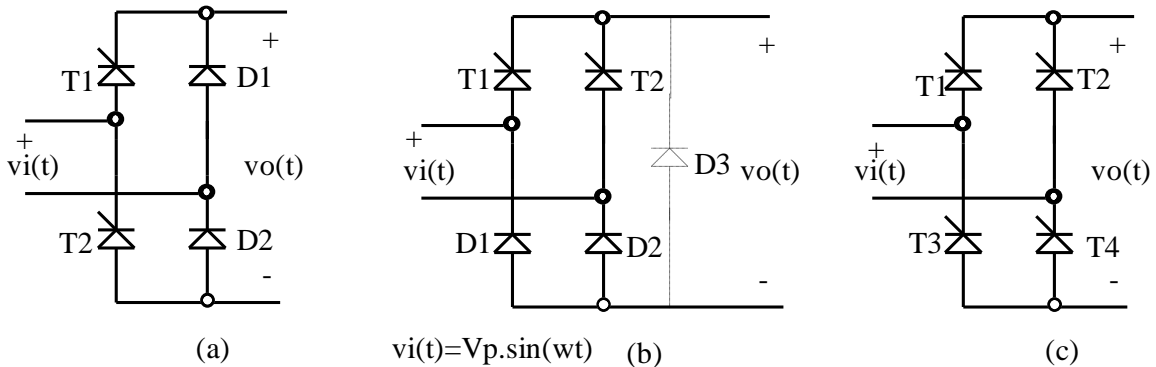 T1
D1
+
+
vi(t)
vo(t)
T2
D2
-
(a)
T1
T2
+
+
vi(t)
D3
vo(t)
D1
D2
-
vi(t)=Vp.sin(wt)
(b)
T1
T2
+
+
vi(t)
vo(t)
T3
T4
-
(c)